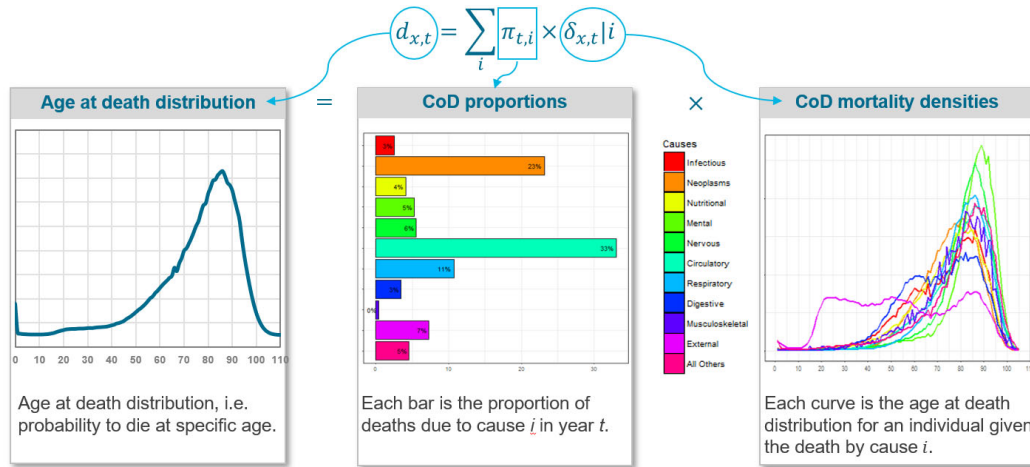 d_{x,t} = ∑_i π_{t,i} × δ_{x,t}|i
Age at death distribution
=
CoD proportions
×
CoD mortality densities
0 10 20 30 40 50 60 70 80 90 100 110
Age at death distribution, i.e.
probability to die at specific age.
3%
23%
4%
5%
6%
33%
11%
3%
0%
7%
5%
0 10 20 30
Each bar is the proportion of
deaths due to cause i in year t.
Causes
Infectious
Neoplasms
Nutritional
Mental
Nervous
Circulatory
Respiratory
Digestive
Musculoskeletal
External
All Others
0 10 20 30 40 50 60 70 80 90 100
Each curve is the age at death
distribution for an individual given
the death by cause i.